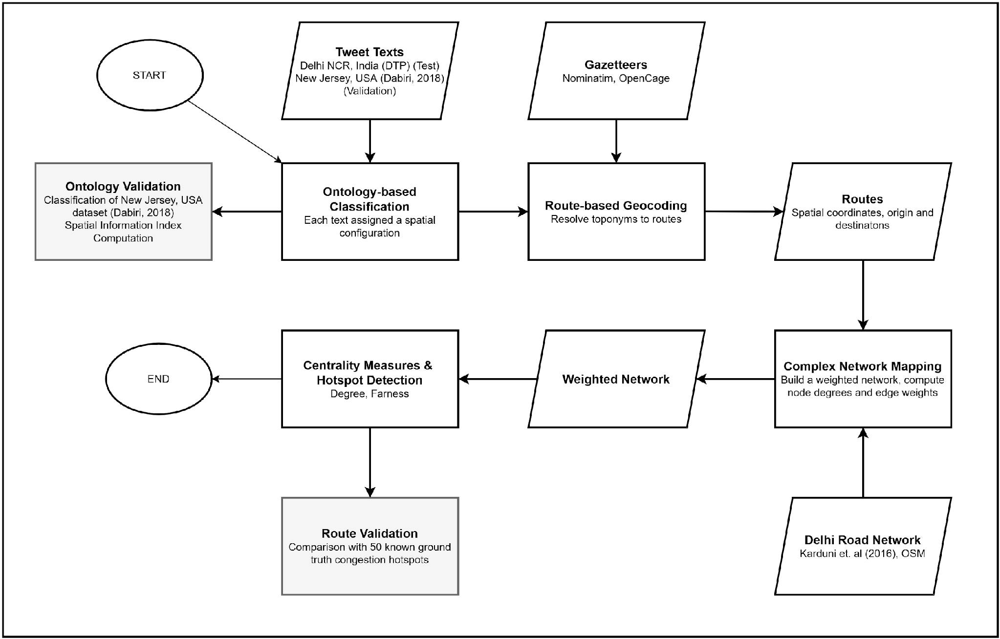 START
Tweet Texts
Delhi NCR, India (DTP) (Test)
New Jersey, USA (Dabiri, 2018)
(Validation)
Gazetteers
Nominatim, OpenCage
Ontology Validation
Classification of New Jersey, USA
dataset (Dabiri, 2018)
Spatial Information Index
Computation
Ontology-based
Classification
Each text assigned a spatial
configuration
Route-based Geocoding
Resolve toponyms to routes
Routes
Spatial coordinates, origin and
destinatons
END
Centrality Measures &
Hotspot Detection
Degree, Farness
Weighted Network
Complex Network Mapping
Build a weighted network, compute
node degrees and edge weights
Route Validation
Comparison with 50 known ground
truth congestion hotspots
Delhi Road Network
Karduni et. al (2016), OSM